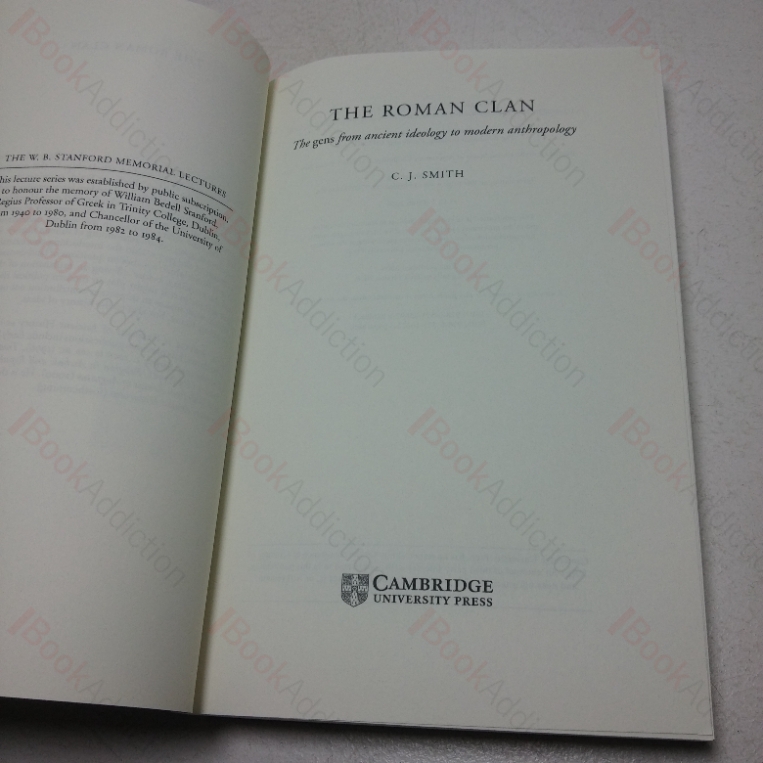 THE W. B. STANFORD MEMORIAL LECTURES
his lecture series was established by public subscription,
to honour the memory of William Bedell Stanford,
Regius Professor of Greek in Trinity College, Dublin,
m 1940 to 1980, and Chancellor of the University of
Dublin from 1982 to 1984.
THE ROMAN CLAN
The gens from ancient ideology to modern anthropology
C. J. SMITH
CAMBRIDGE
UNIVERSITY PRESS
BookAddiction